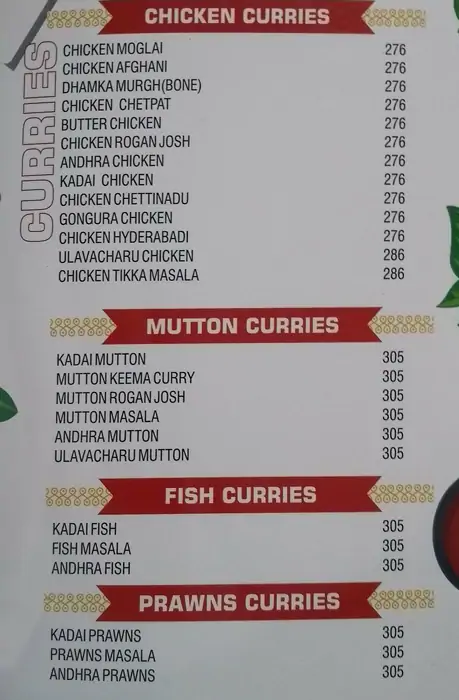 CHICKEN CURRIES
CURRIES
CHICKEN MOGLAI 276
CHICKEN AFGHANI 276
DHAMKA MURGH(BONE) 276
CHICKEN CHETPAT 276
BUTTER CHICKEN 276
CHICKEN ROGAN JOSH 276
ANDHRA CHICKEN 276
KADAI CHICKEN 276
CHICKEN CHETTINADU 276
GONGURA CHICKEN 276
CHICKEN HYDERABADI 276
ULAVACHARU CHICKEN 286
CHICKEN TIKKA MASALA 286
MUTTON CURRIES
KADAI MUTTON 305
MUTTON KEEMA CURRY 305
MUTTON ROGAN JOSH 305
MUTTON MASALA 305
ANDHRA MUTTON 305
ULAVACHARU MUTTON 305
FISH CURRIES
KADAI FISH 305
FISH MASALA 305
ANDHRA FISH 305
PRAWNS CURRIES
KADAI PRAWNS 305
PRAWNS MASALA 305
ANDHRA PRAWNS 305